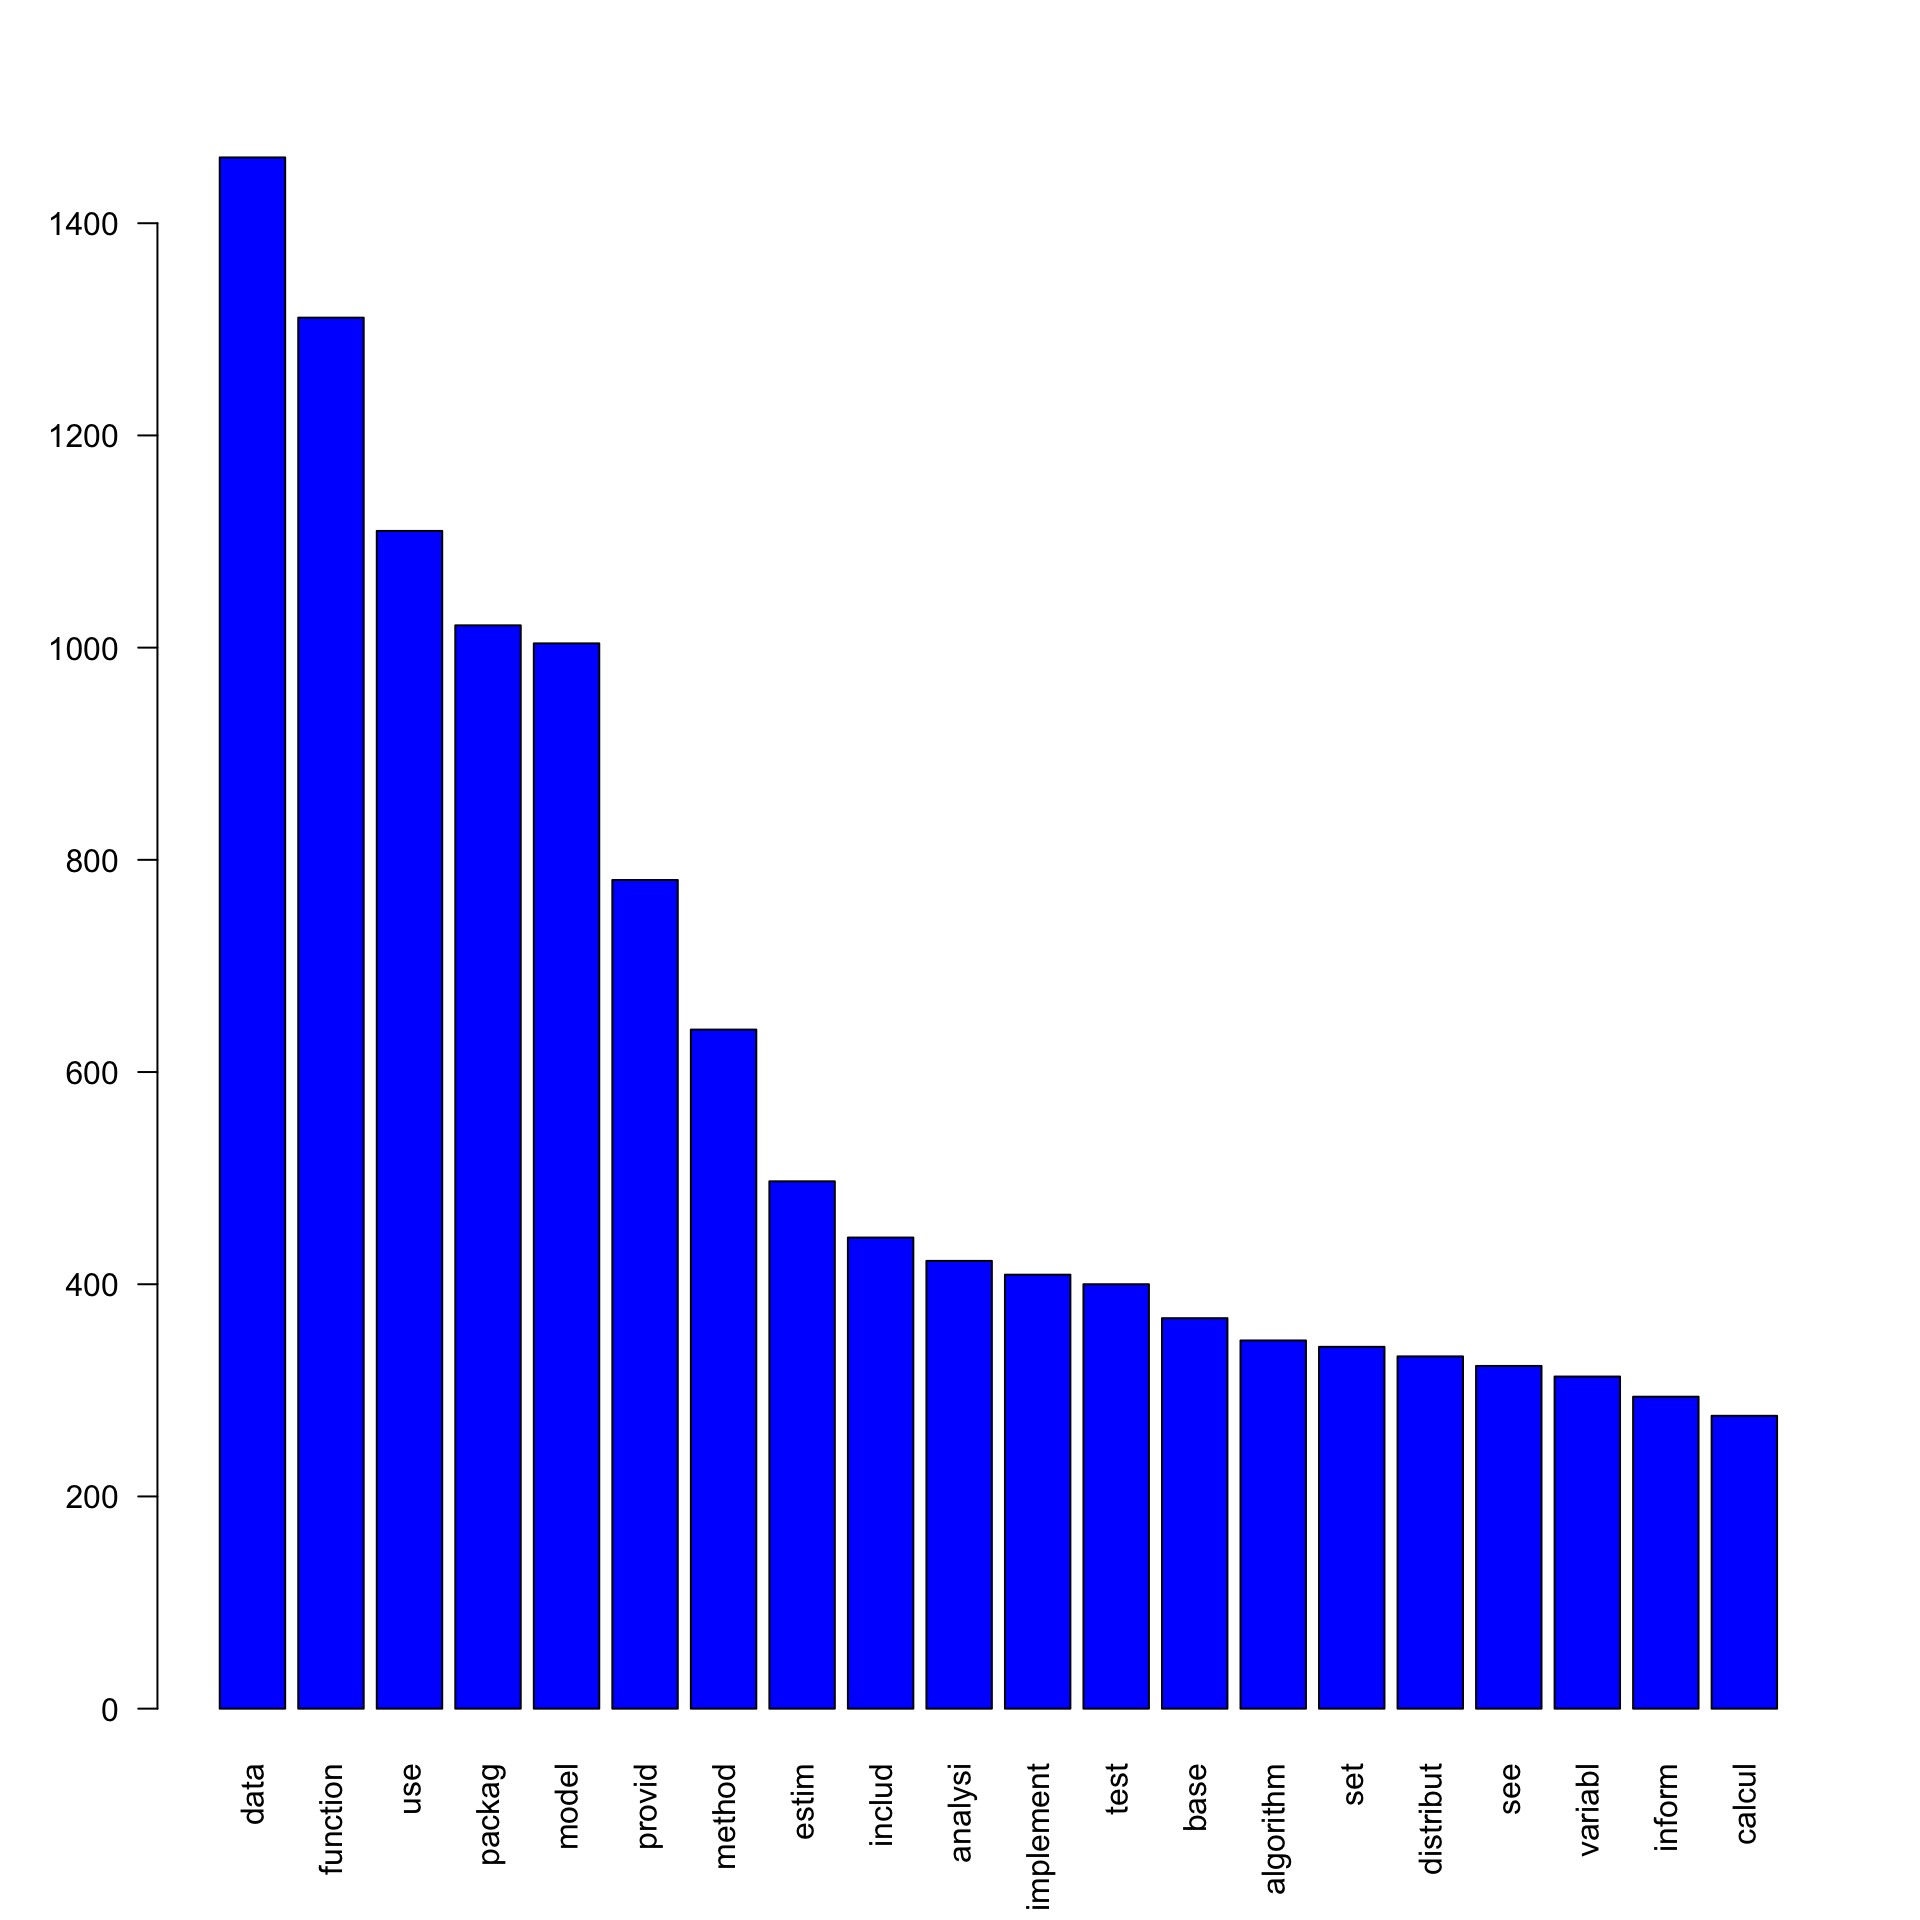 1400
1200
1000
800
600
400
200
0
data
function
use
packag
model
provid
method
estim
includ
analysi
implement
test
base
algorithm
set
distribut
see
variabl
inform
calcul